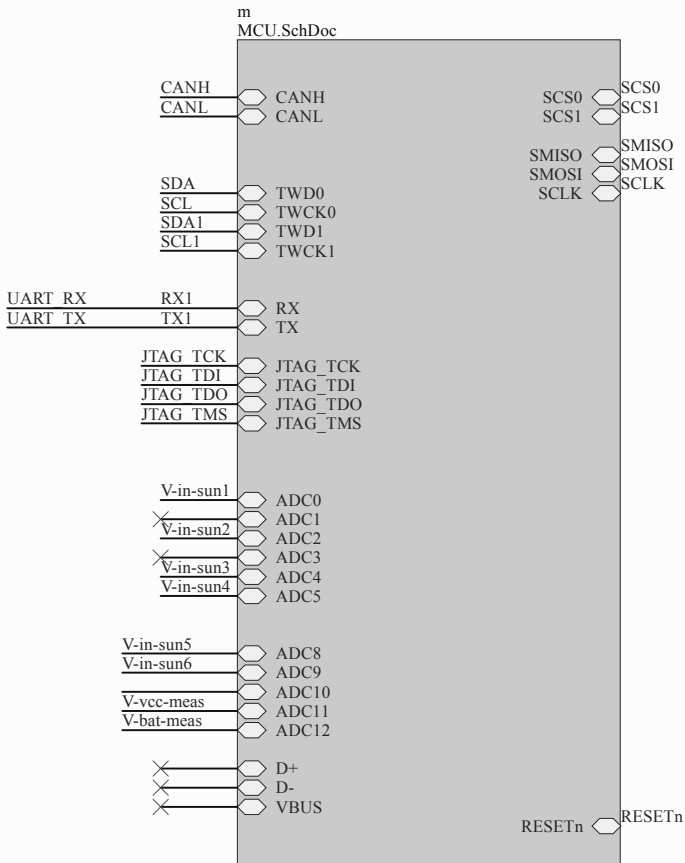 m
MCU.SchDoc
CANH CANH SCS0 SCS0
CANL CANL SCS1 SCS1
SMISO SMISO
SMOSI SMOSI
SDA TWD0 SCLK SCLK
SCL TWCK0
SDA1 TWD1
SCL1 TWCK1
UART_RX RX1 RX
UART_TX TX1 TX
JTAG_TCK JTAG_TCK
JTAG_TDI JTAG_TDI
JTAG_TDO JTAG_TDO
JTAG_TMS JTAG_TMS
V-in-sun1 ADC0
ADC1
V-in-sun2 ADC2
ADC3
V-in-sun3 ADC4
V-in-sun4 ADC5
V-in-sun5 ADC8
V-in-sun6 ADC9
ADC10
V-vcc-meas ADC11
V-bat-meas ADC12
D+
D-
VBUS
RESETn RESETn